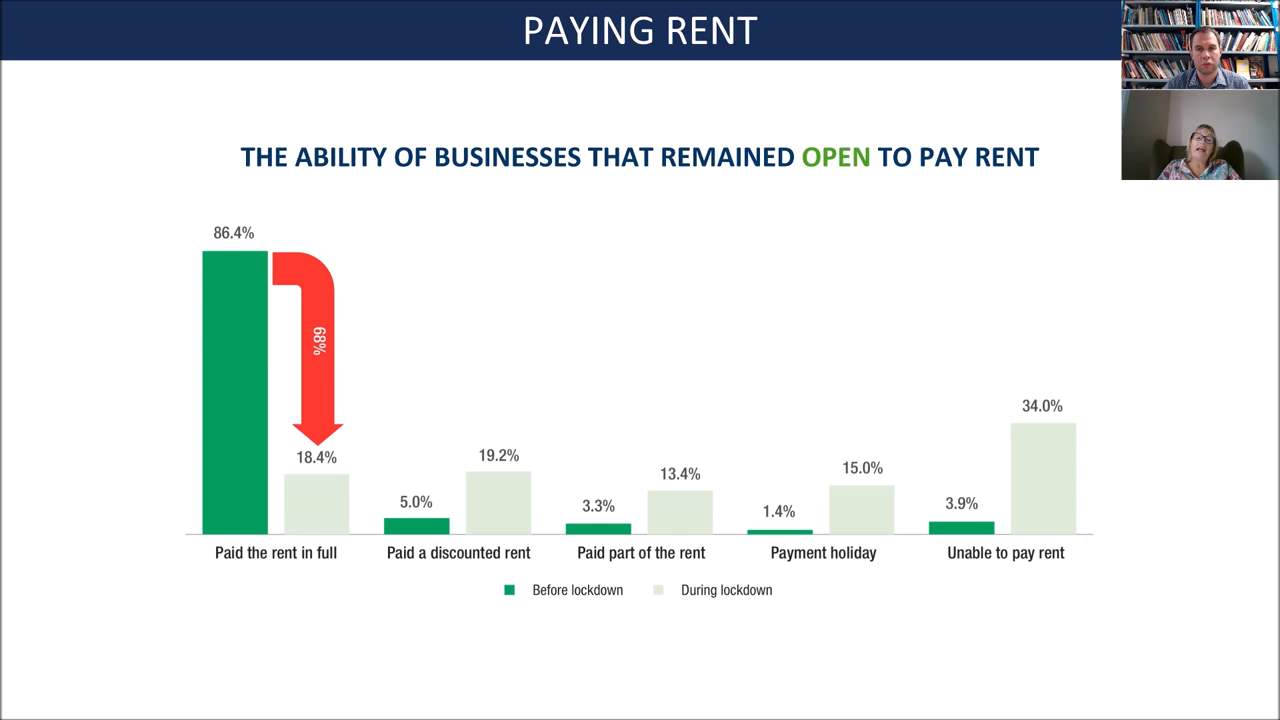 PAYING RENT
THE ABILITY OF BUSINESSES THAT REMAINED OPEN TO PAY RENT
86.4%
68%
18.4%
5.0%
19.2%
3.3%
13.4%
1.4%
15.0%
3.9%
34.0%
Paid the rent in full
Paid a discounted rent
Paid part of the rent
Payment holiday
Unable to pay rent
Before lockdown
During lockdown